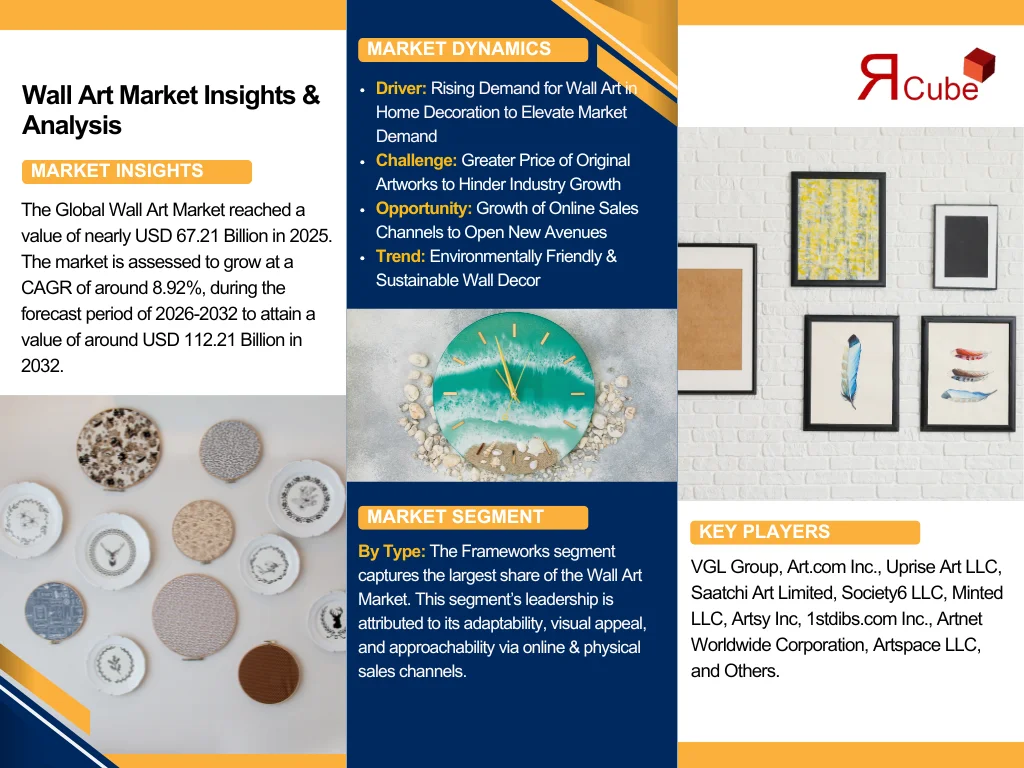 Wall Art Market Insights &
Analysis
MARKET INSIGHTS
The Global Wall Art Market reached a
value of nearly USD 67.21 Billion in 2025.
The market is assessed to grow at a
CAGR of around 8.92%, during the
forecast period of 2026-2032 to attain a
value of around USD 112.21 Billion in
2032.
MARKET DYNAMICS
• Driver: Rising Demand for Wall Art in
Home Decoration to Elevate Market
Demand
• Challenge: Greater Price of Original
Artworks to Hinder Industry Growth
• Opportunity: Growth of Online Sales
Channels to Open New Avenues
• Trend: Environmentally Friendly &
Sustainable Wall Decor
MARKET SEGMENT
By Type: The Frameworks segment
captures the largest share of the Wall Art
Market. This segment's leadership is
attributed to its adaptability, visual appeal,
and approachability via online & physical
sales channels.
ЯCube
KEY PLAYERS
VGL Group, Art.com Inc., Uprise Art LLC,
Saatchi Art Limited, Society6 LLC, Minted
LLC, Artsy Inc, 1stdibs.com Inc., Artnet
Worldwide Corporation, Artspace LLC,
and Others.